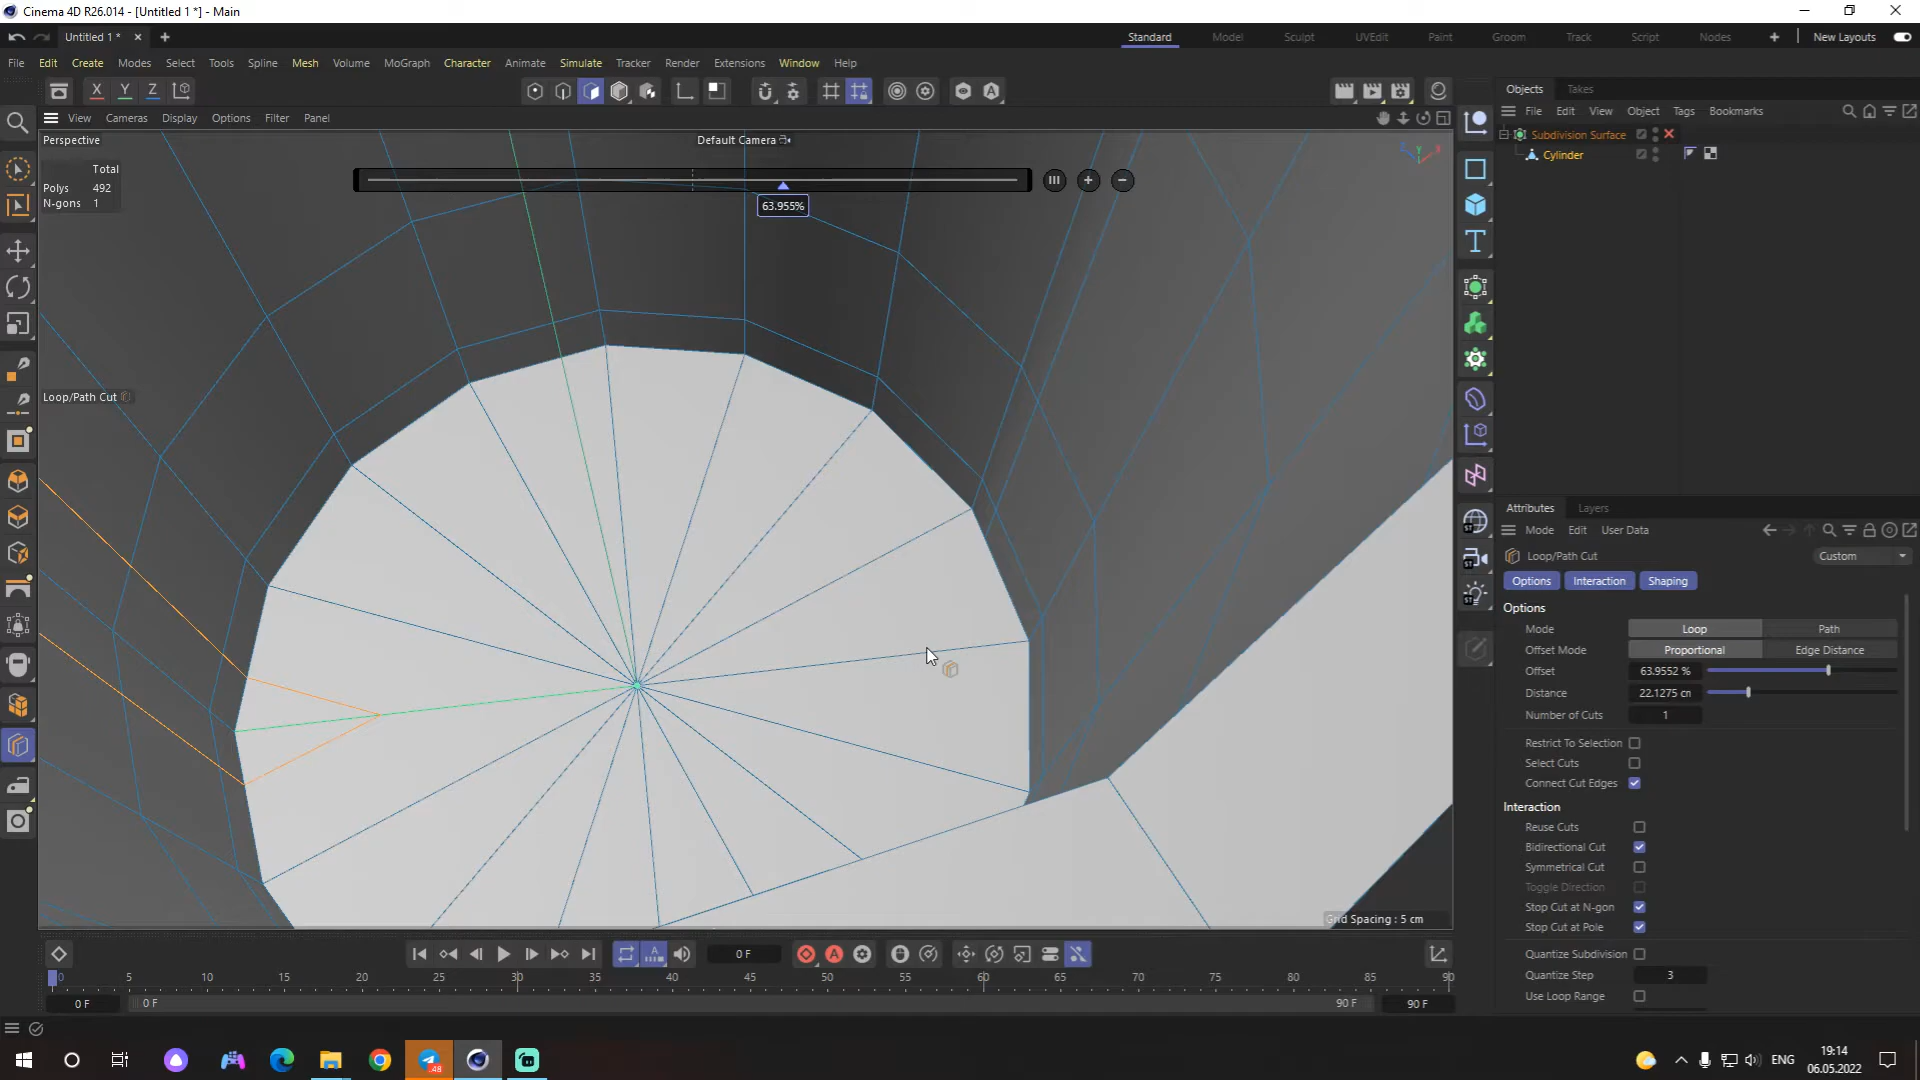 Cinema 4D R26.014 - [Untitled 1 *] - Main
Untitled 1 *
Standard Model Sculpt UVEdit Paint Groom Track Script Nodes New Layouts
File Edit Create Modes Select Tools Spline Mesh Volume MoGraph Character Animate Simulate Tracker Render Extensions Window Help
X Y Z
Objects Takes
View Cameras Display Options Filter Panel
File Edit View Object Tags Bookmarks
Perspective
Default Camera
Subdivision Surface
Cylinder
Total
Polys 492
N-gons 1
63.955%
Loop/Path Cut
Attributes Layers
Mode Edit User Data
Loop/Path Cut Custom
Options Interaction Shaping
Options
Mode Loop Path
Offset Mode Proportional Edge Distance
Offset 63.9552 %
Distance 22.1275 cn
Number of Cuts 1
Restrict To Selection
Select Cuts
Connect Cut Edges
Interaction
Reuse Cuts
Bidirectional Cut
Symmetrical Cut
Toggle Direction
Stop Cut at N-gon
Stop Cut at Pole
Quantize Subdivision
Quantize Step 3
Use Loop Range
Grid Spacing : 5 cm
0 F
0 5 10 15 20 25 30 35 40 45 50 55 60 65 70 75 80 85 90
0 F 0 F 90 F 90 F
48
ENG
19:14
06.05.2022